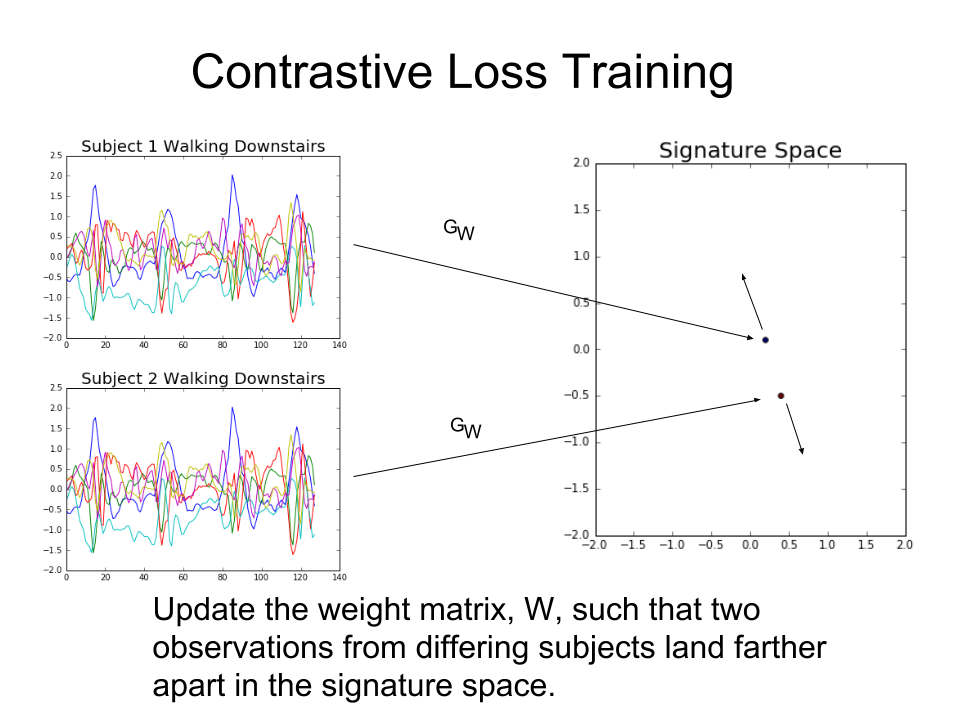 Contrastive Loss Training
Subject 1 Walking Downstairs
2.5
2.0
1.5
1.0
0.5
0.0
−0.5
−1.0
−1.5
−2.0
0 20 40 60 80 100 120 140
Subject 2 Walking Downstairs
2.5
2.0
1.5
1.0
0.5
0.0
−0.5
−1.0
−1.5
−2.0
0 20 40 60 80 100 120 140
GW
GW
Signature Space
2.0
1.5
1.0
0.5
0.0
−0.5
−1.0
−1.5
−2.0
−2.0 −1.5 −1.0 −0.5 0.0 0.5 1.0 1.5 2.0
Update the weight matrix, W, such that two
observations from differing subjects land farther
apart in the signature space.